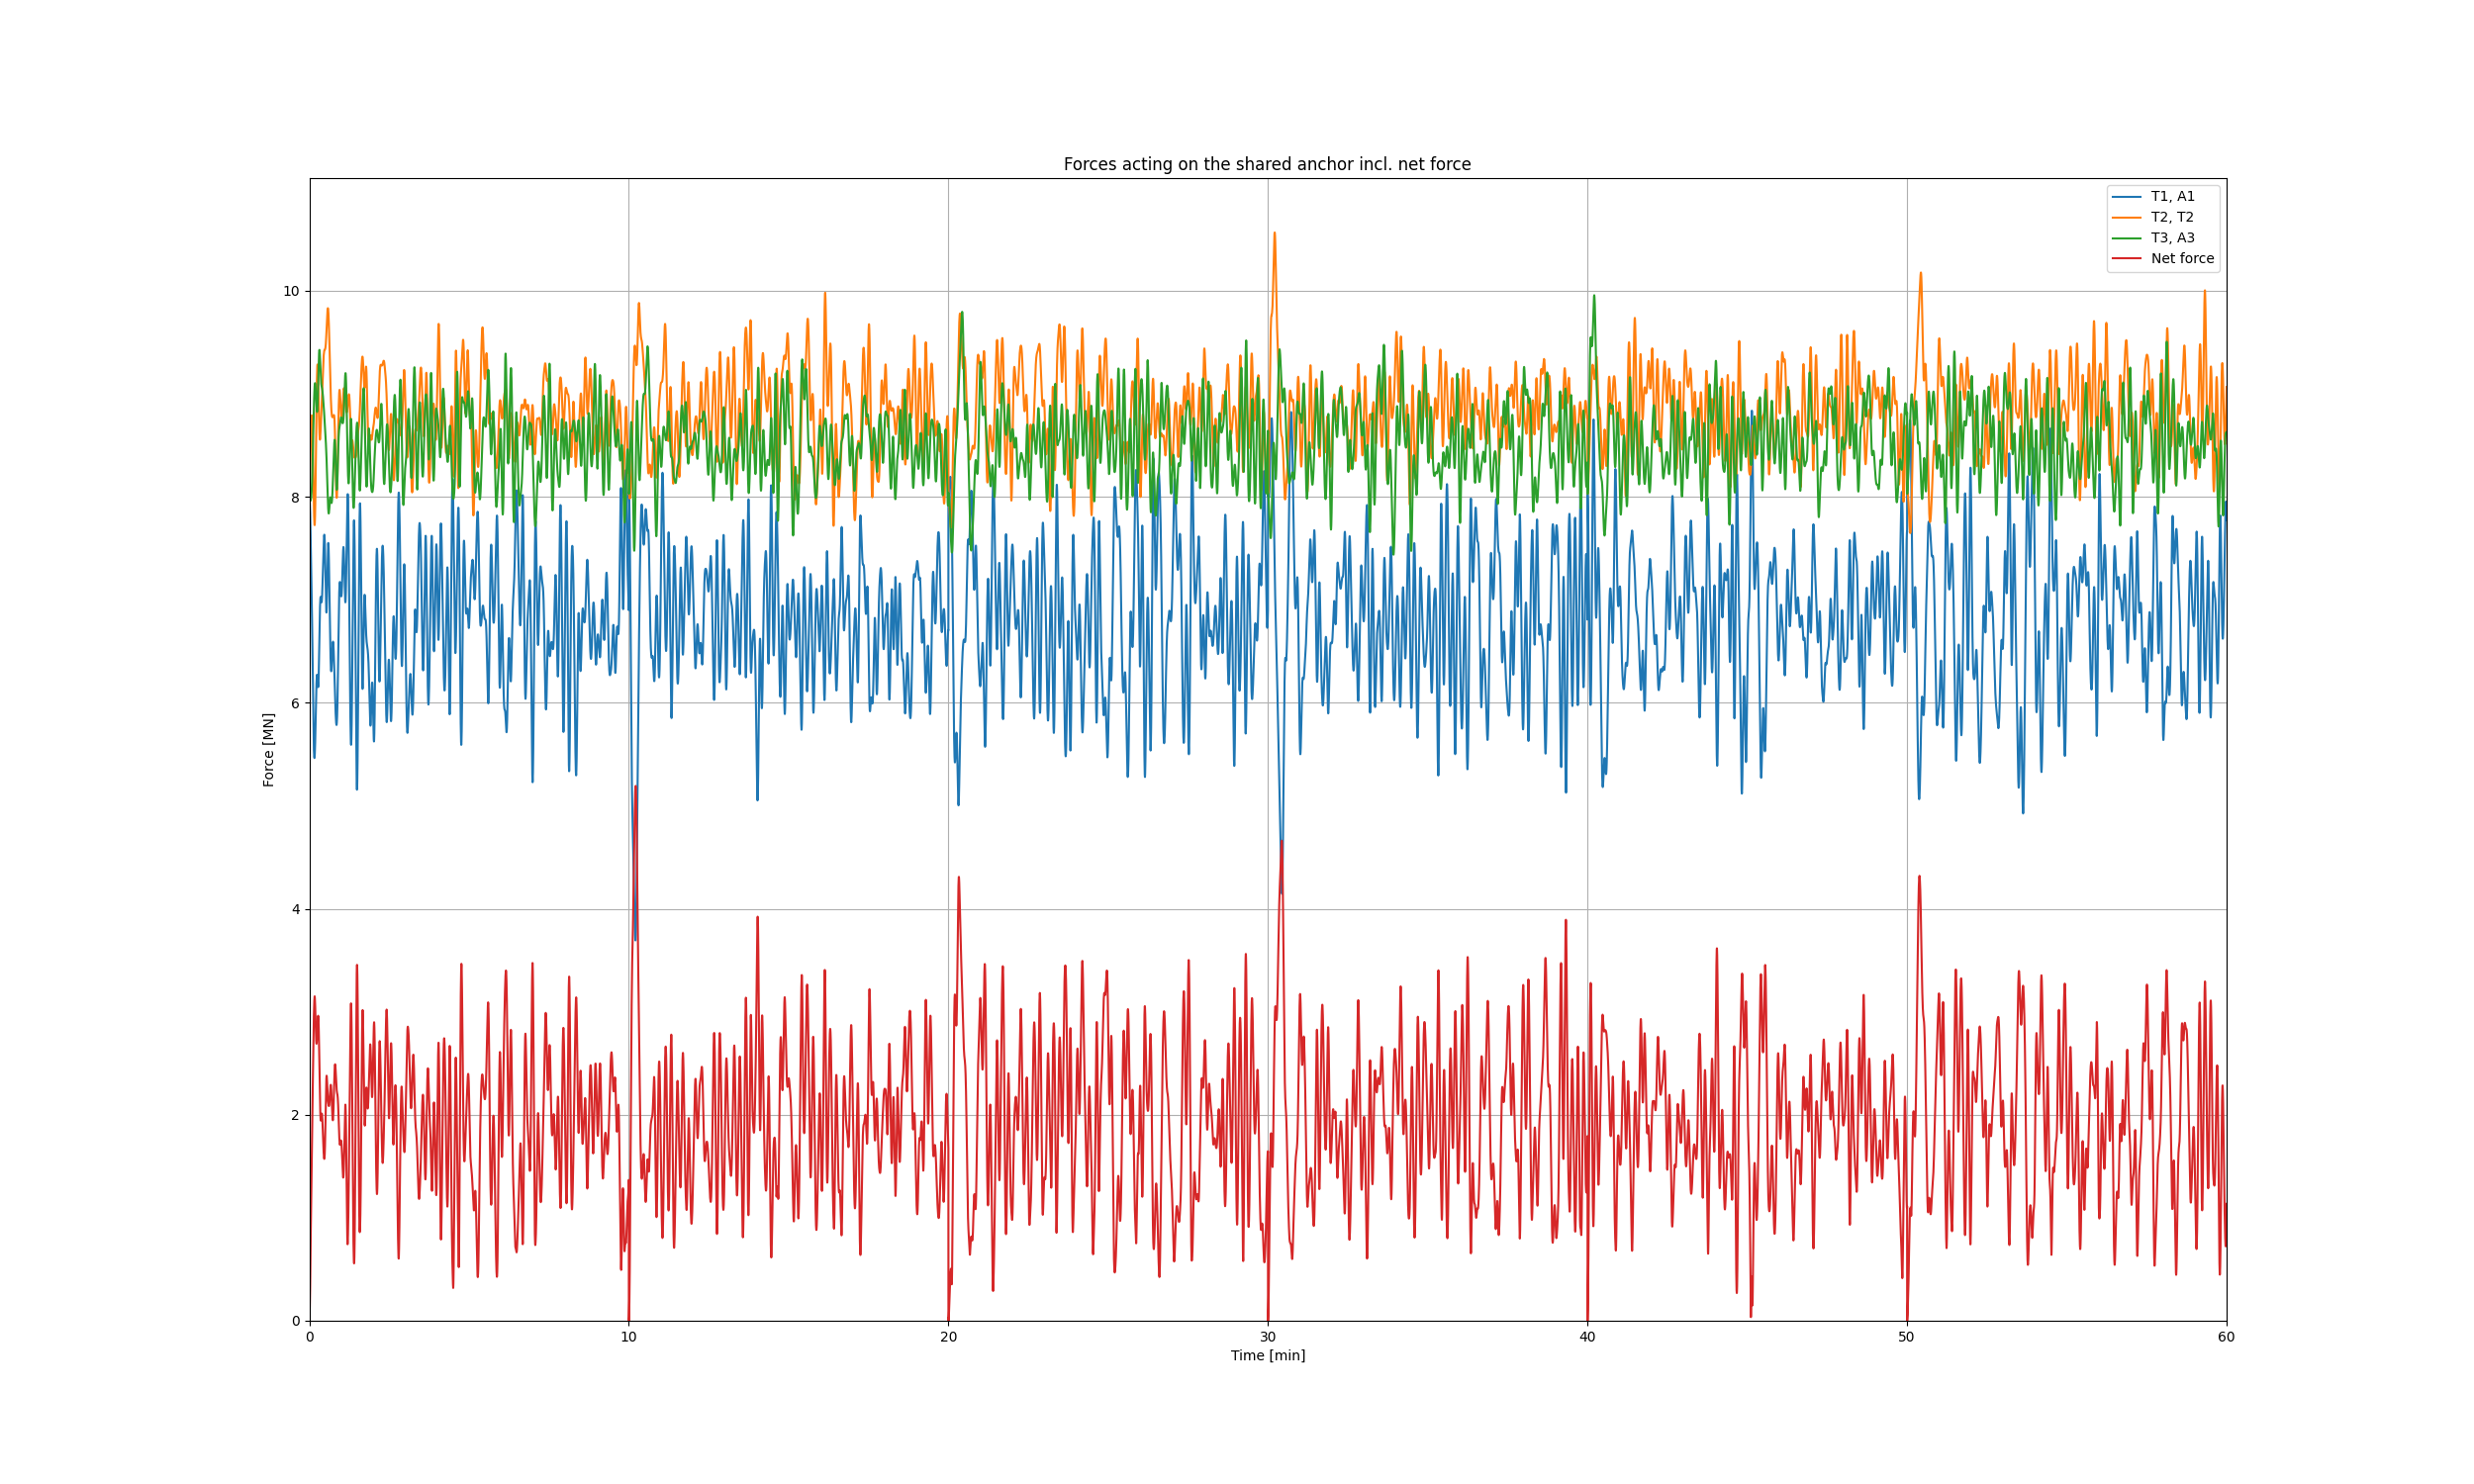 Forces acting on the shared anchor incl. net force
T1, A1
T2, T2
T3, A3
Net force
10
8
6
4
2
0
Force [MN]
0 10 20 30 40 50 60
Time [min]